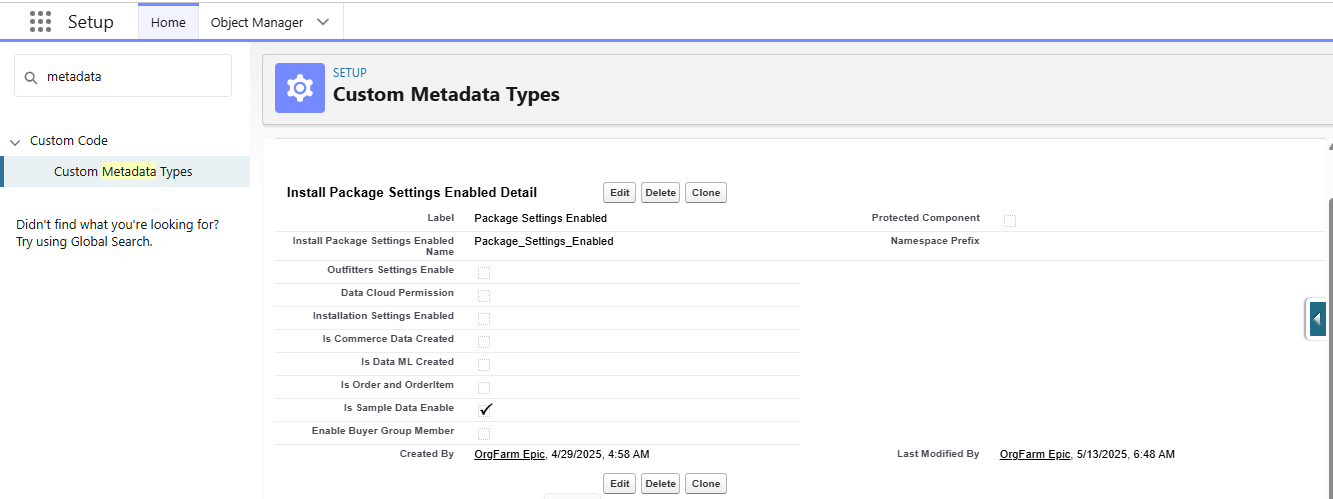 Setup
Home
Object Manager
metadata
Custom Code
Custom Metadata Types
Didn't find what you're looking for?
Try using Global Search.
SETUP
Custom Metadata Types
Install Package Settings Enabled Detail
Edit Delete Clone
Label Package Settings Enabled Protected Component
Install Package Settings Enabled
Name Package_Settings_Enabled Namespace Prefix
Outfitters Settings Enable
Data Cloud Permission
Installation Settings Enabled
Is Commerce Data Created
Is Data ML Created
Is Order and OrderItem
Is Sample Data Enable
Enable Buyer Group Member
Created By OrgFarm Epic, 4/29/2025, 4:58 AM Last Modified By OrgFarm Epic, 5/13/2025, 6:48 AM
Edit Delete Clone